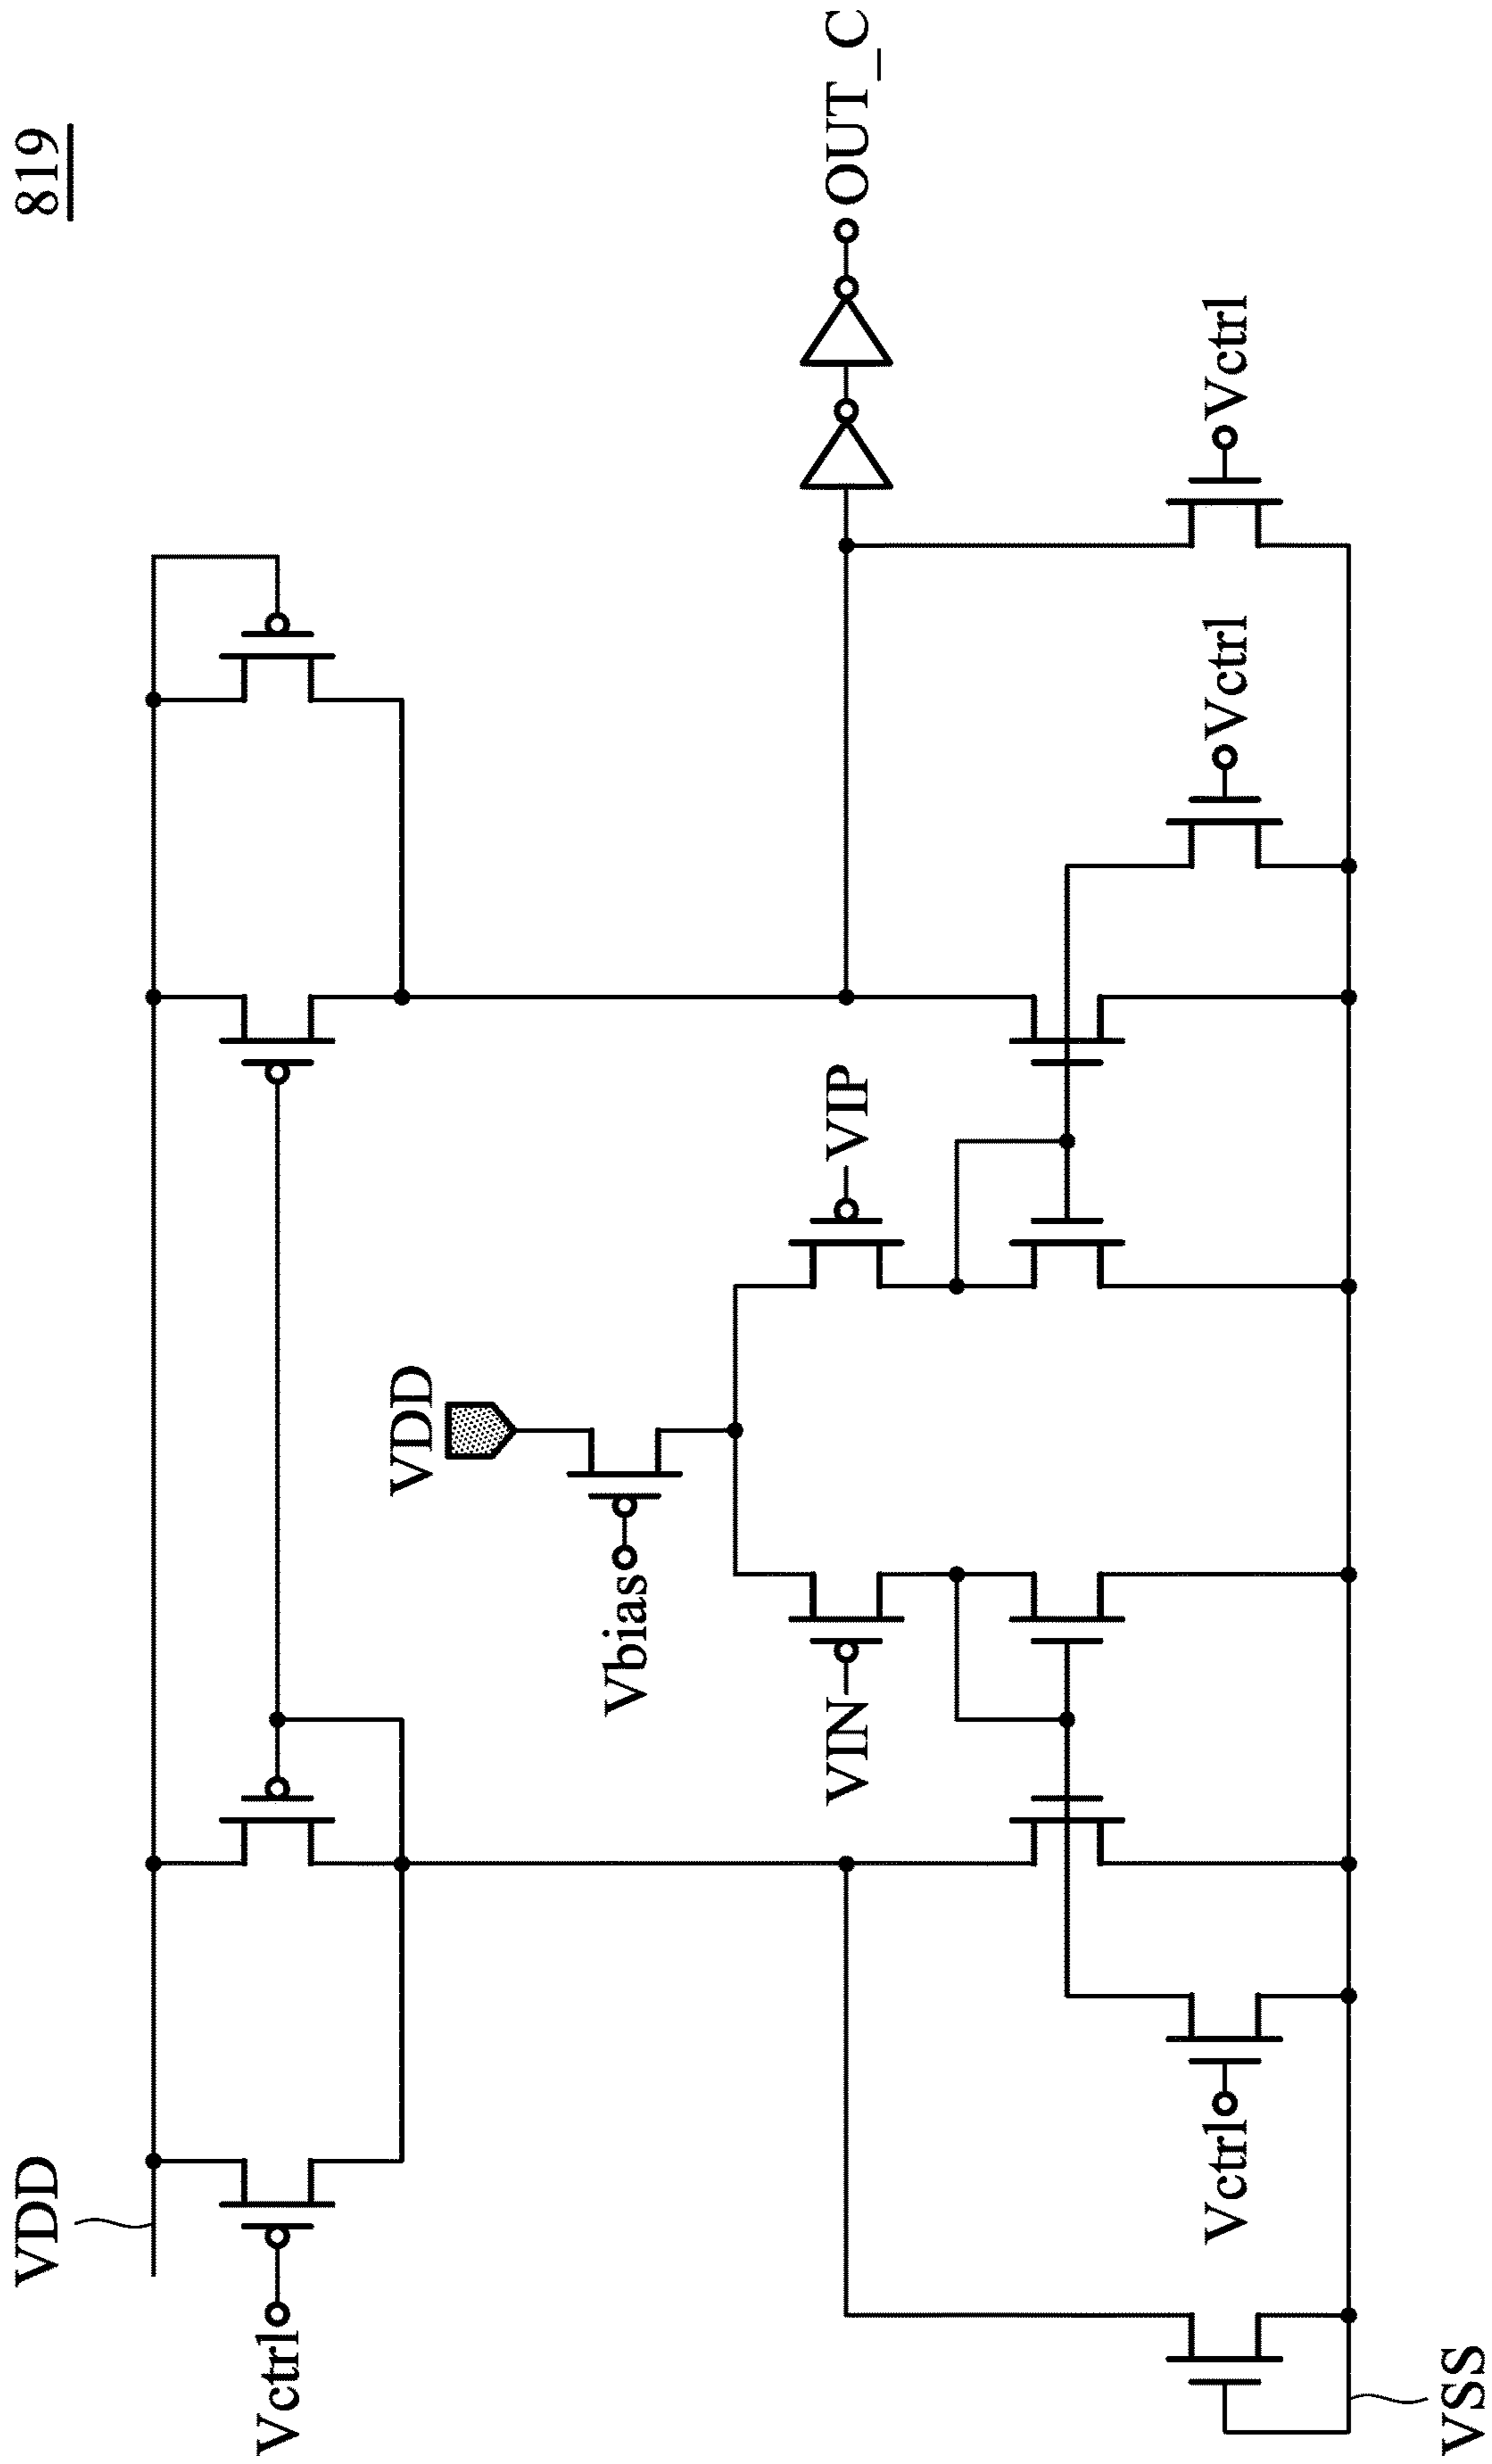 819
VDD
Vctrl
VDD
Vbias
VIN
VIP
OUT_C
Vctrl
Vctrl
Vctrl
VSS